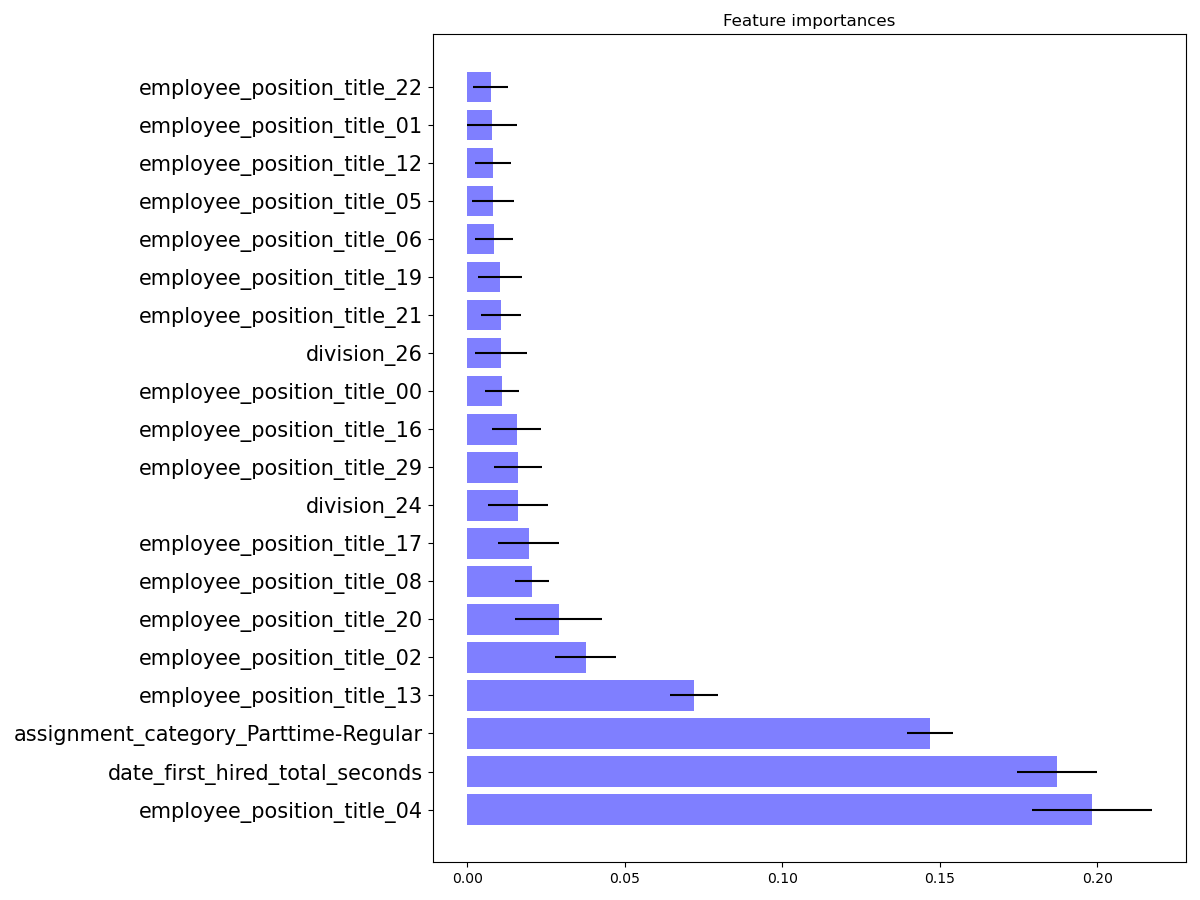 Feature importances
employee_position_title_22
employee_position_title_01
employee_position_title_12
employee_position_title_05
employee_position_title_06
employee_position_title_19
employee_position_title_21
division_26
employee_position_title_00
employee_position_title_16
employee_position_title_29
division_24
employee_position_title_17
employee_position_title_08
employee_position_title_20
employee_position_title_02
employee_position_title_13
assignment_category_Parttime-Regular
date_first_hired_total_seconds
employee_position_title_04
0.00 0.05 0.10 0.15 0.20